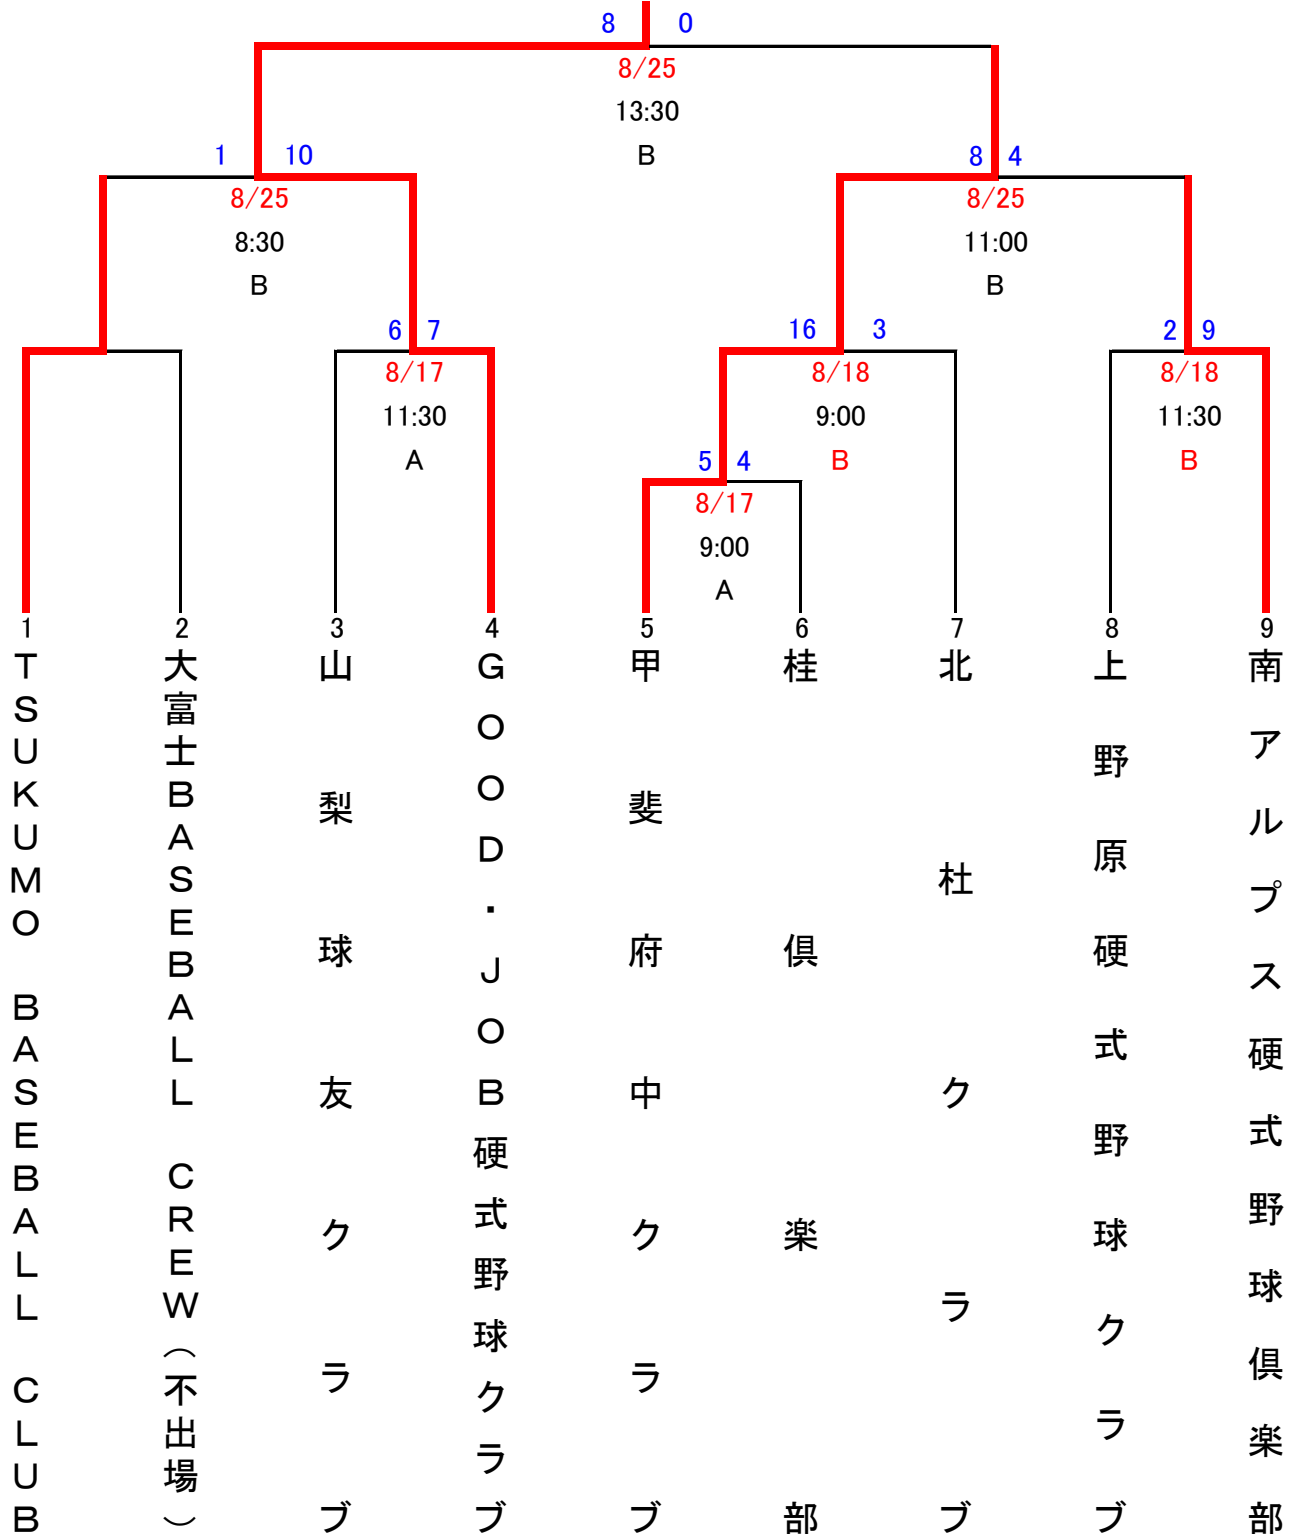 8 0
8/25
13:30
B
1 10
8/25
8:30
B
8 4
8/25
11:00
B
6 7
8/17
11:30
A
16 3
8/18
9:00
B
2 9
8/18
11:30
B
5 4
8/17
9:00
A
1 2 3 4 5 6 7 8 9
TSUKUMO BASEBALL CLUB
大富士BASEBALL CREW(不出場)
山梨球友クラブ
GOOD・JOB硬式野球クラブ
甲斐府中クラブ
桂倶楽部
北杜クラブ
上野原硬式野球クラブ
南アルプス硬式野球倶楽部